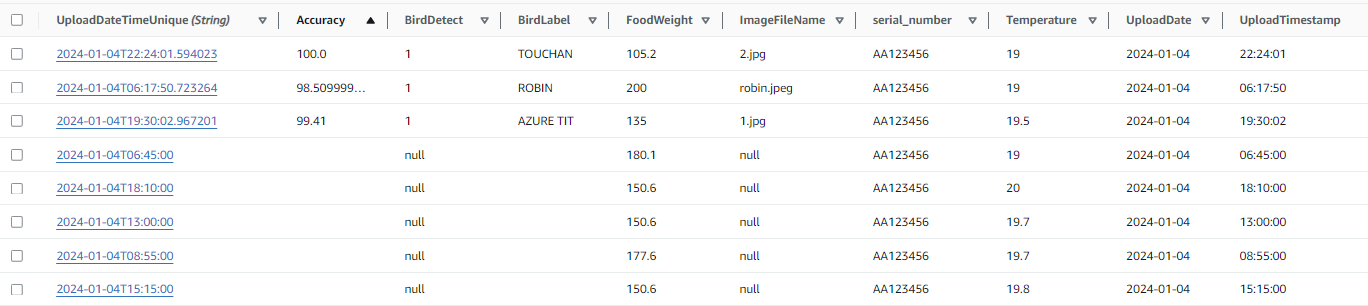 UploadDateTimeUnique (String) Accuracy BirdDetect BirdLabel FoodWeight ImageFileName serial_number Temperature UploadDate UploadTimestamp
2024-01-04T22:24:01.594023 100.0 1 TOUCHAN 105.2 2.jpg AA123456 19 2024-01-04 22:24:01
2024-01-04T06:17:50.723264 98.509999... 1 ROBIN 200 robin.jpeg AA123456 19 2024-01-04 06:17:50
2024-01-04T19:30:02.967201 99.41 1 AZURE TIT 135 1.jpg AA123456 19.5 2024-01-04 19:30:02
2024-01-04T06:45:00 null 180.1 null AA123456 19 2024-01-04 06:45:00
2024-01-04T18:10:00 null 150.6 null AA123456 20 2024-01-04 18:10:00
2024-01-04T13:00:00 null 150.6 null AA123456 19.7 2024-01-04 13:00:00
2024-01-04T08:55:00 null 177.6 null AA123456 19.7 2024-01-04 08:55:00
2024-01-04T15:15:00 null 150.6 null AA123456 19.8 2024-01-04 15:15:00